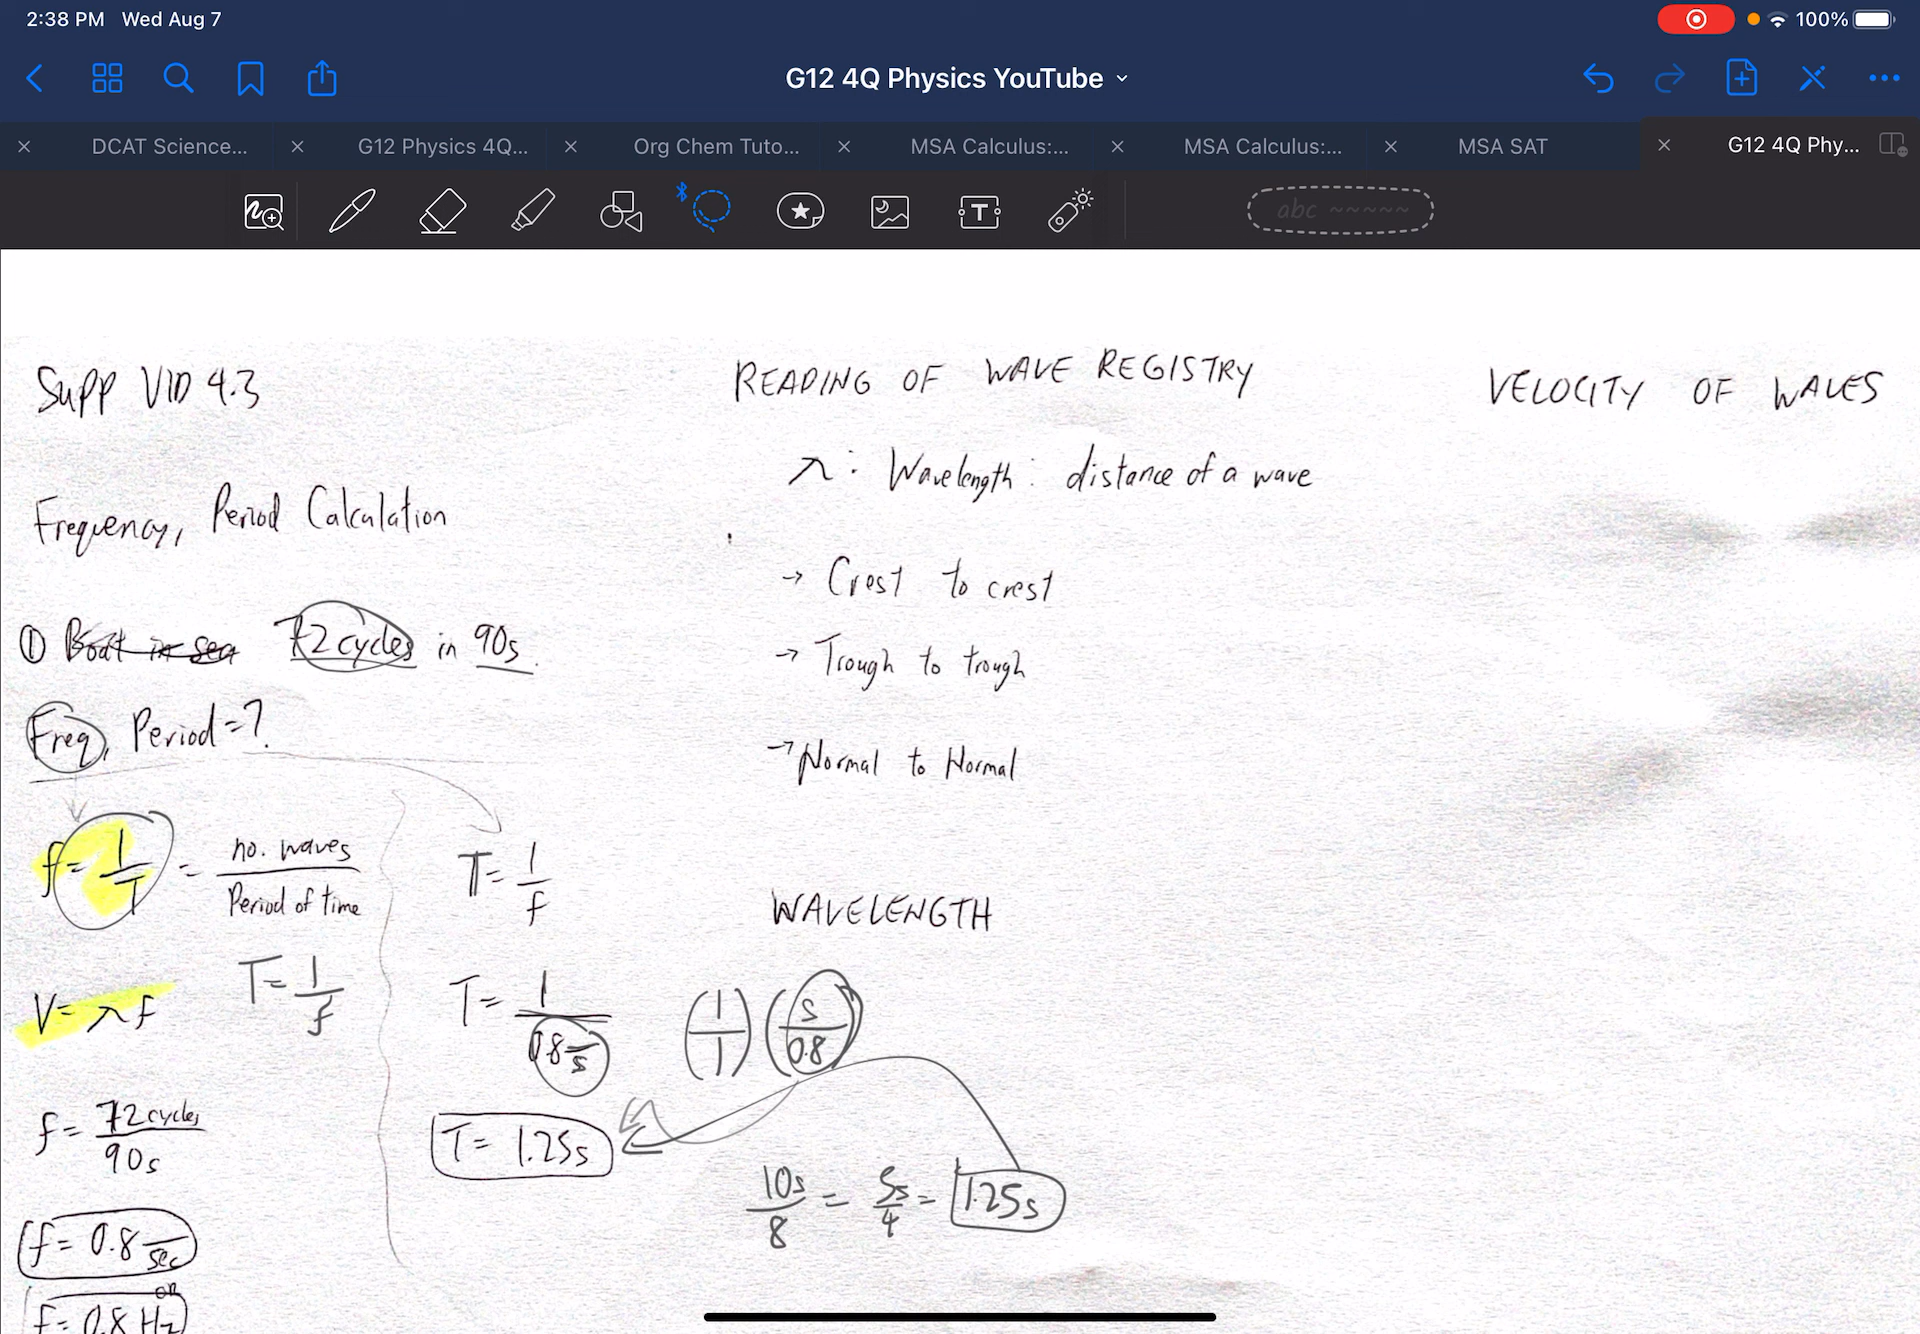 2:38 PM Wed Aug 7
100%
G12 4Q Physics YouTube
DCAT Science...
G12 Physics 4Q...
Org Chem Tuto...
MSA Calculus:...
MSA Calculus:...
MSA SAT
G12 4Q Phy...
T
abc
SUPP VID 4.3
Frequency, Period Calculation
① Boat in sea 72 cycles in 90s.
Freq, Period = ?
f = 1/T = no. waves / Period of time
T = 1/f
V = λf
f = 72 cycles / 90s
f = 0.8 /sec
OR
f = 0.8 Hz
T = 1/f
T = 1 / 0.8/s
T = 1.25s
READING OF WAVE REGISTRY
λ: Wavelength: distance of a wave
→ Crest to crest
→ Trough to trough
→ Normal to Normal
WAVELENGTH
(1/1) (s/0.8)
10s/8 = 5s/4 = 1.25s
VELOCITY OF WAVES